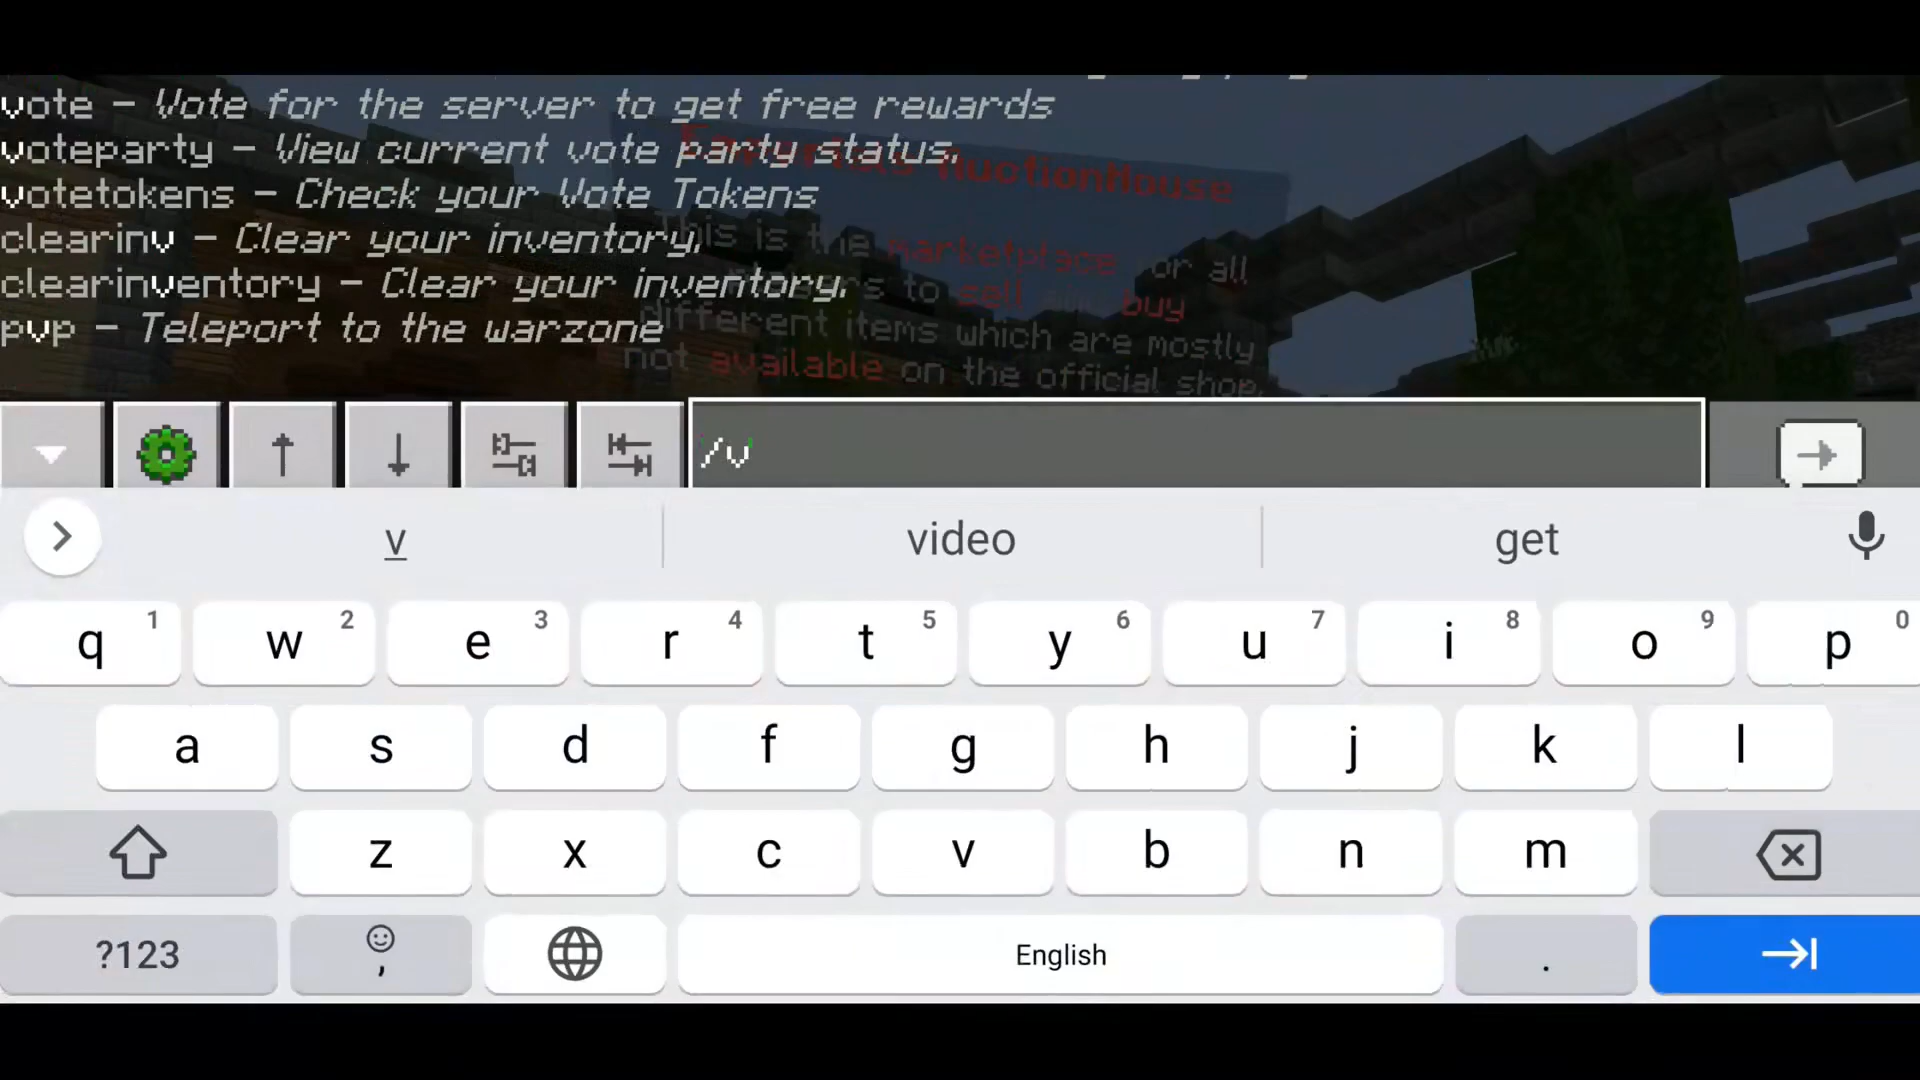 vote – Vote for the server to get free rewards
voteparty – View current vote party status.
votetokens – Check your Vote Tokens
clearinv – Clear your inventory.
clearinventory – Clear your inventory.
pvp – Teleport to the warzone
AuctionHouse
This is the marketplace for all
to sell and buy
different items which are mostly
not available on the official shop.
/v
v video get
q 1 w 2 e 3 r 4 t 5 y 6 u 7 i 8 o 9 p 0
a s d f g h j k l
z x c v b n m
?123 , English .